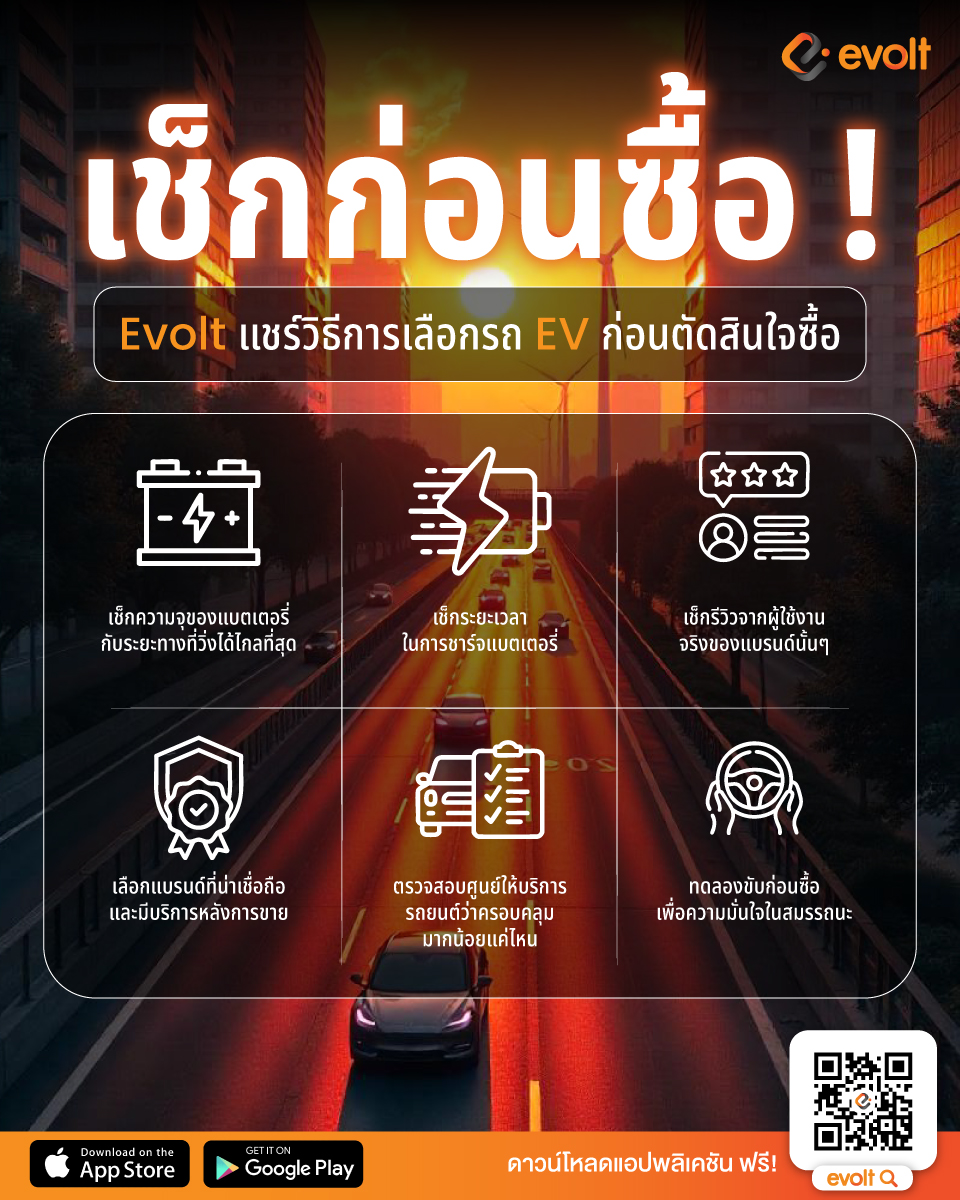 evolt
เช็กก่อนซื้อ !
Evolt แชร์วิธีการเลือกรถ EV ก่อนตัดสินใจซื้อ
เช็กความจุของแบตเตอรี่
กับระยะทางที่วิ่งได้ไกลที่สุด
เช็กระยะเวลา
ในการชาร์จแบตเตอรี่
เช็กรีวิวจากผู้ใช้งาน
จริงของแบรนด์นั้นๆ
เลือกแบรนด์ที่น่าเชื่อถือ
และมีบริการหลังการขาย
ตรวจสอบศูนย์ให้บริการ
รถยนต์ว่าครอบคลุม
มากน้อยแค่ไหน
ทดลองขับก่อนซื้อ
เพื่อความมั่นใจในสมรรถนะ
Download on the
App Store
GET IT ON
Google Play
ดาวน์โหลดแอปพลิเคชัน ฟรี!
evolt